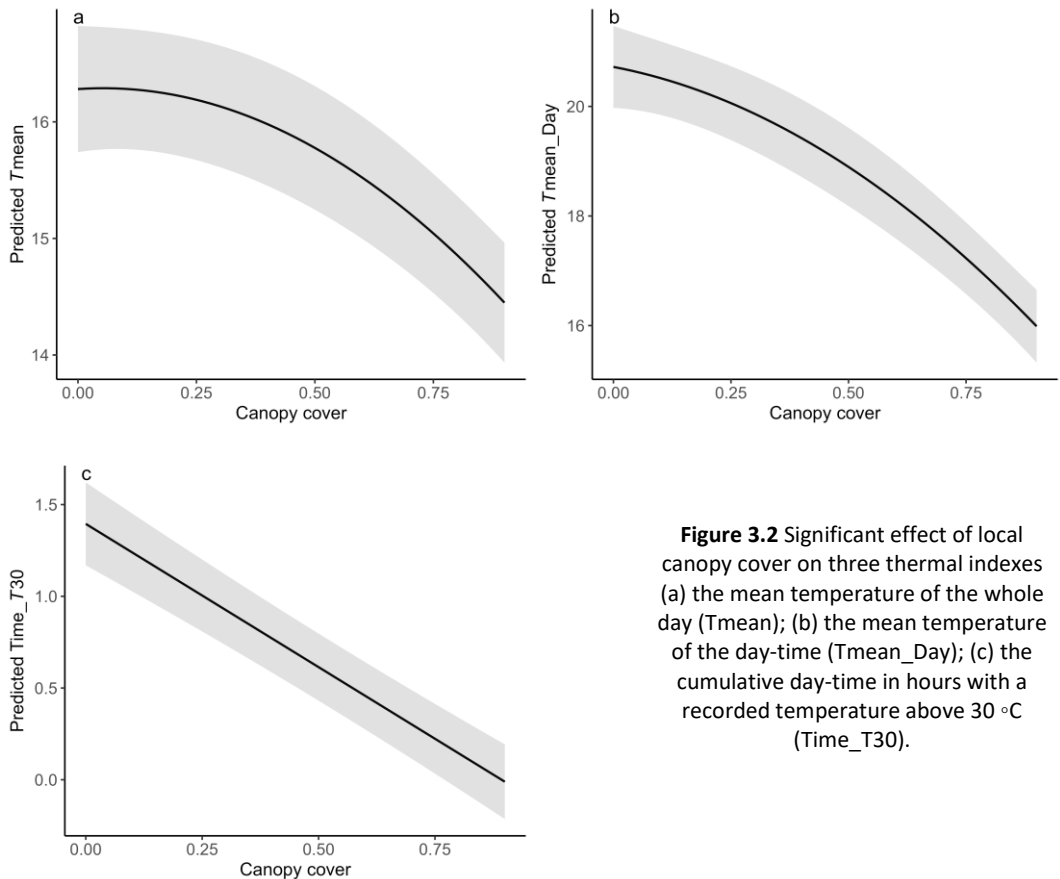 a
Predicted Tmean
16
15
14
0.00 0.25 0.50 0.75
Canopy cover
b
Predicted Tmean_Day
20
18
16
0.00 0.25 0.50 0.75
Canopy cover
c
Predicted Time_T30
1.5
1.0
0.5
0.0
0.00 0.25 0.50 0.75
Canopy cover
Figure 3.2 Significant effect of local
canopy cover on three thermal indexes
(a) the mean temperature of the whole
day (Tmean); (b) the mean temperature
of the day-time (Tmean_Day); (c) the
cumulative day-time in hours with a
recorded temperature above 30 ◦C
(Time_T30).